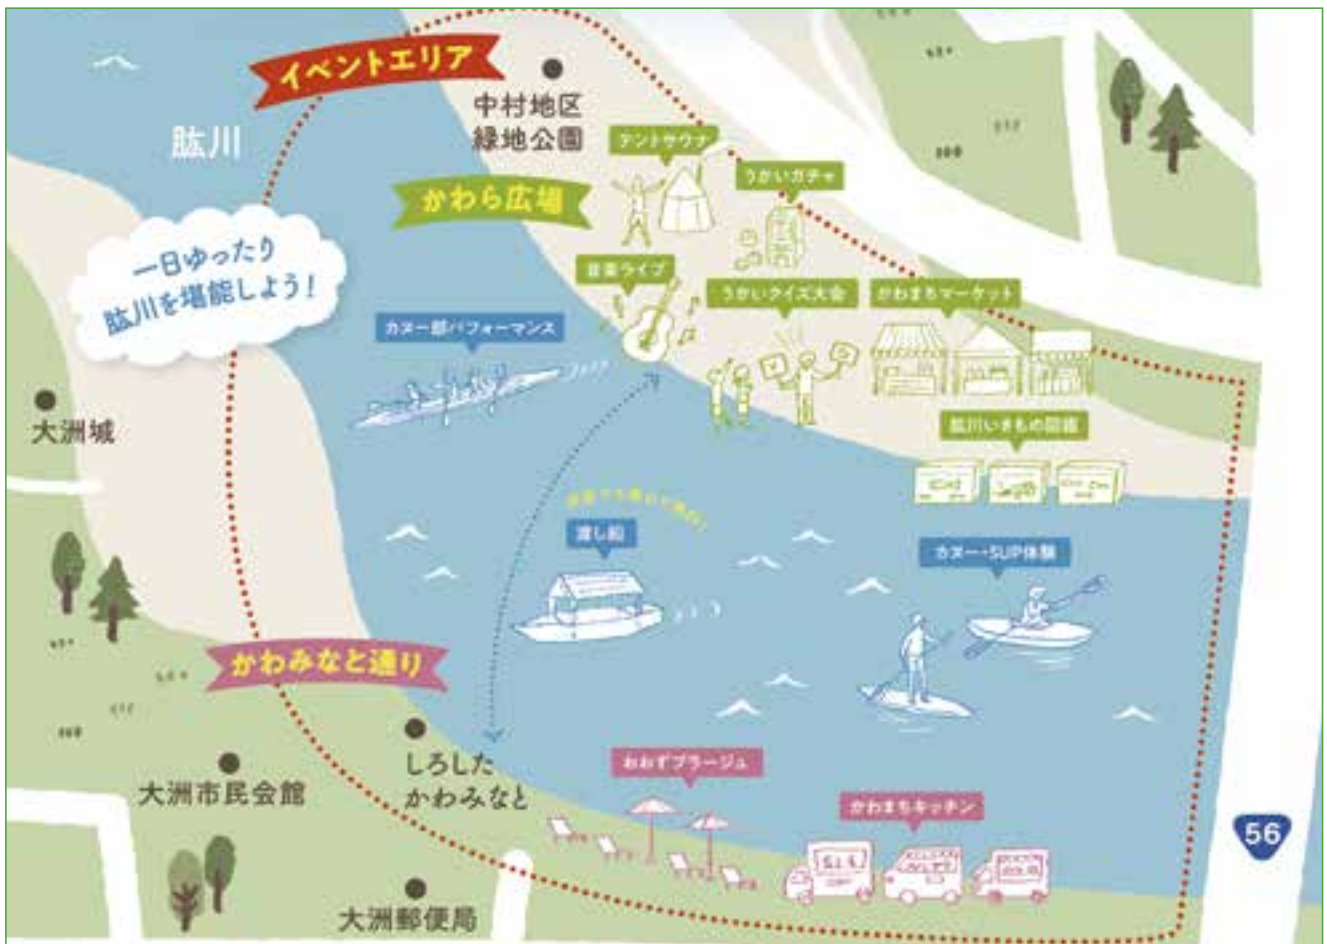 イベントエリア
中村地区
緑地公園
肱川
テントサウナ
うかいガチャ
かわら広場
一日ゆったり
肱川を堪能しよう!
音楽ライブ
うかいクイズ大会
かわまちマーケット
カヌー部パフォーマンス
大洲城
肱川いきもの図鑑
渡し船
カヌー・SUP体験
かわみなと通り
しろした
かわみなと
大洲市民会館
おおずプラージュ
かわまちキッチン
56
大洲郵便局